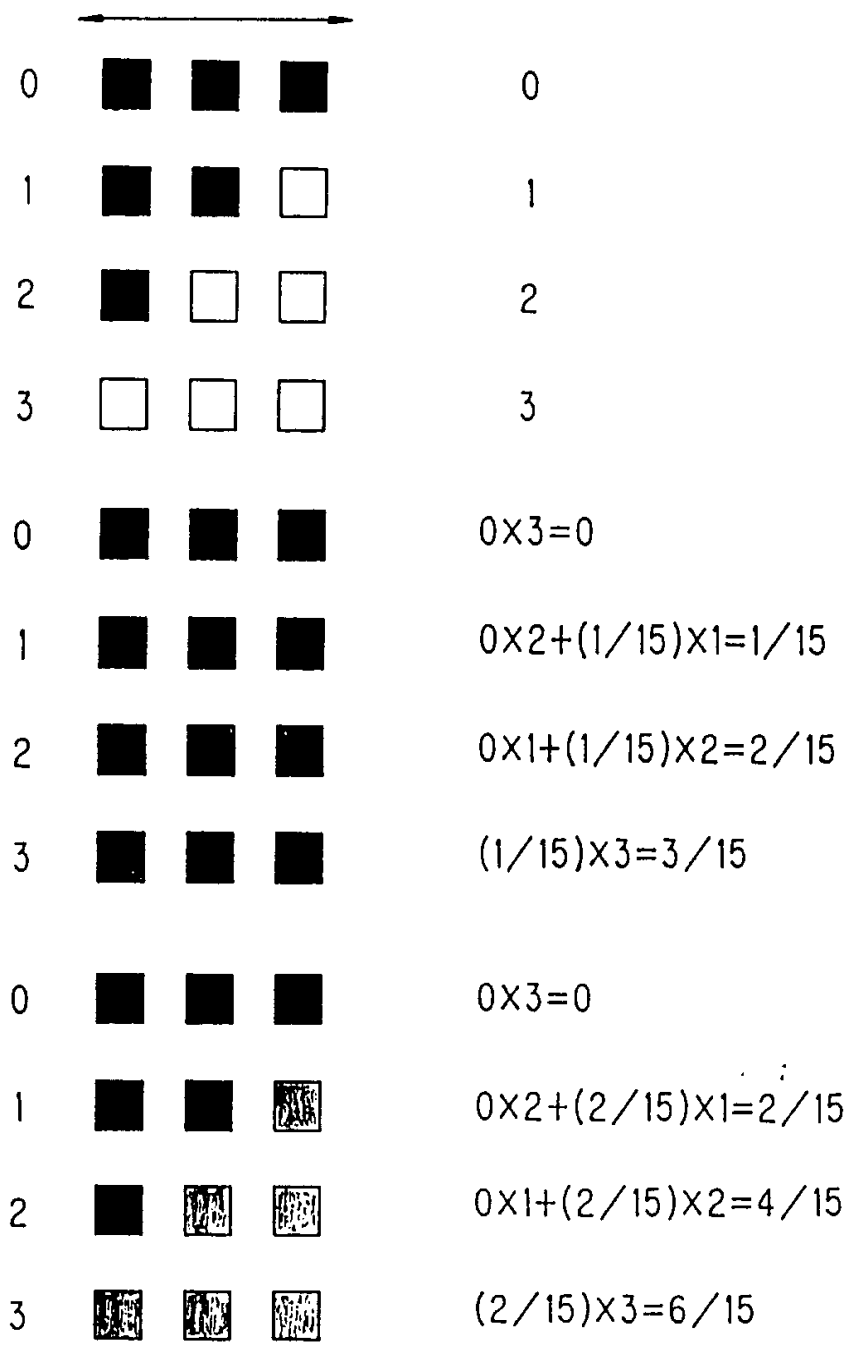 0 0
1 1
2 2
3 3
0 0X3=0
1 0X2+(1/15)X1=1/15
2 0X1+(1/15)X2=2/15
3 (1/15)X3=3/15
0 0X3=0
1 0X2+(2/15)X1=2/15
2 0X1+(2/15)X2=4/15
3 (2/15)X3=6/15